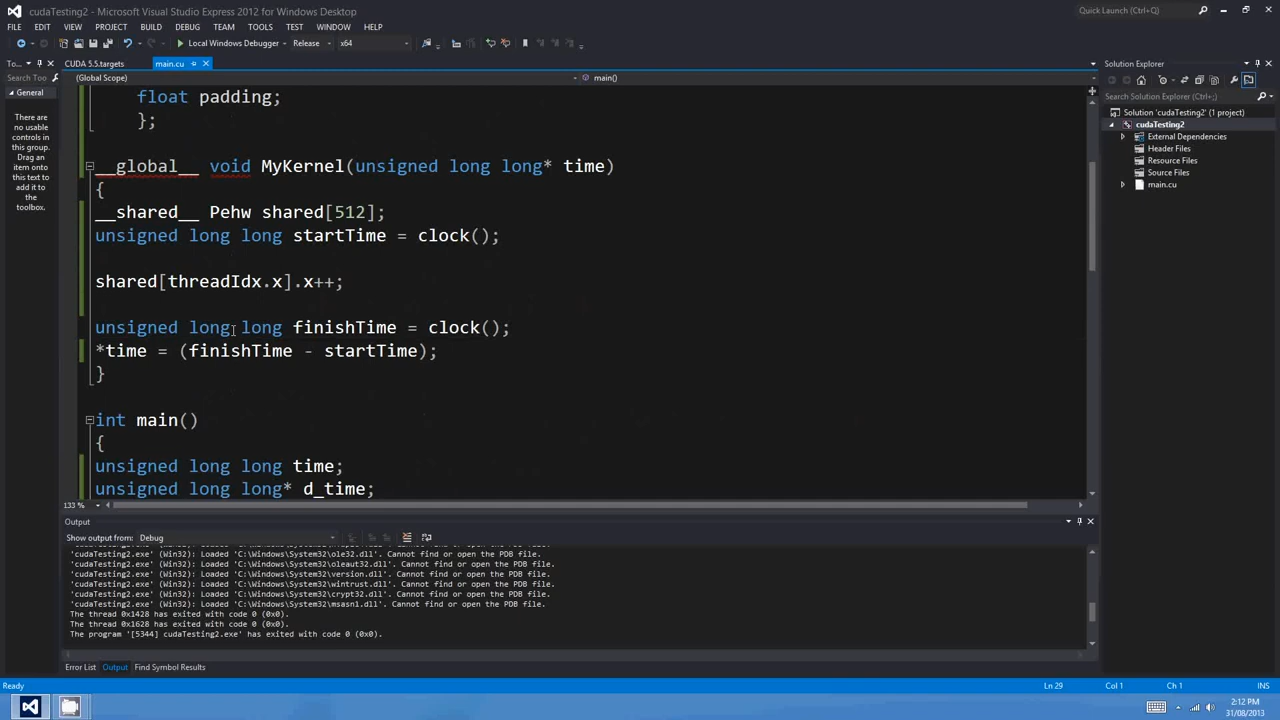 cudaTesting2 - Microsoft Visual Studio Express 2012 for Windows Desktop
Quick Launch (Ctrl+Q)
FILE EDIT VIEW PROJECT BUILD DEBUG TEAM TOOLS TEST WINDOW HELP
Local Windows Debugger Release x64
To... CUDA 5.5.targets main.cu Solution Explorer
Search Too (Global Scope) main()
General
There are
no usable
controls in
this group.
Drag an
item onto
this text to
add it to
the
toolbox.
float padding;
};
__global__ void MyKernel(unsigned long long* time)
{
__shared__ Pehw shared[512];
unsigned long long startTime = clock();
shared[threadIdx.x].x++;
unsigned long long finishTime = clock();
*time = (finishTime - startTime);
}
int main()
{
unsigned long long time;
unsigned long long* d_time;
133 %
Search Solution Explorer (Ctrl+;)
Solution 'cudaTesting2' (1 project)
cudaTesting2
External Dependencies
Header Files
Resource Files
Source Files
main.cu
Output
Show output from: Debug
'cudaTesting2.exe' (Win32): Loaded 'C:\Windows\System32\ole32.dll'. Cannot find or open the PDB file.
'cudaTesting2.exe' (Win32): Loaded 'C:\Windows\System32\oleaut32.dll'. Cannot find or open the PDB file.
'cudaTesting2.exe' (Win32): Loaded 'C:\Windows\System32\version.dll'. Cannot find or open the PDB file.
'cudaTesting2.exe' (Win32): Loaded 'C:\Windows\System32\wintrust.dll'. Cannot find or open the PDB file.
'cudaTesting2.exe' (Win32): Loaded 'C:\Windows\System32\crypt32.dll'. Cannot find or open the PDB file.
'cudaTesting2.exe' (Win32): Loaded 'C:\Windows\System32\msasn1.dll'. Cannot find or open the PDB file.
The thread 0x1428 has exited with code 0 (0x0).
The thread 0x1628 has exited with code 0 (0x0).
The program '[5344] cudaTesting2.exe' has exited with code 0 (0x0).
Error List Output Find Symbol Results
Ready Ln 29 Col 1 Ch 1 INS
2:12 PM
31/08/2013